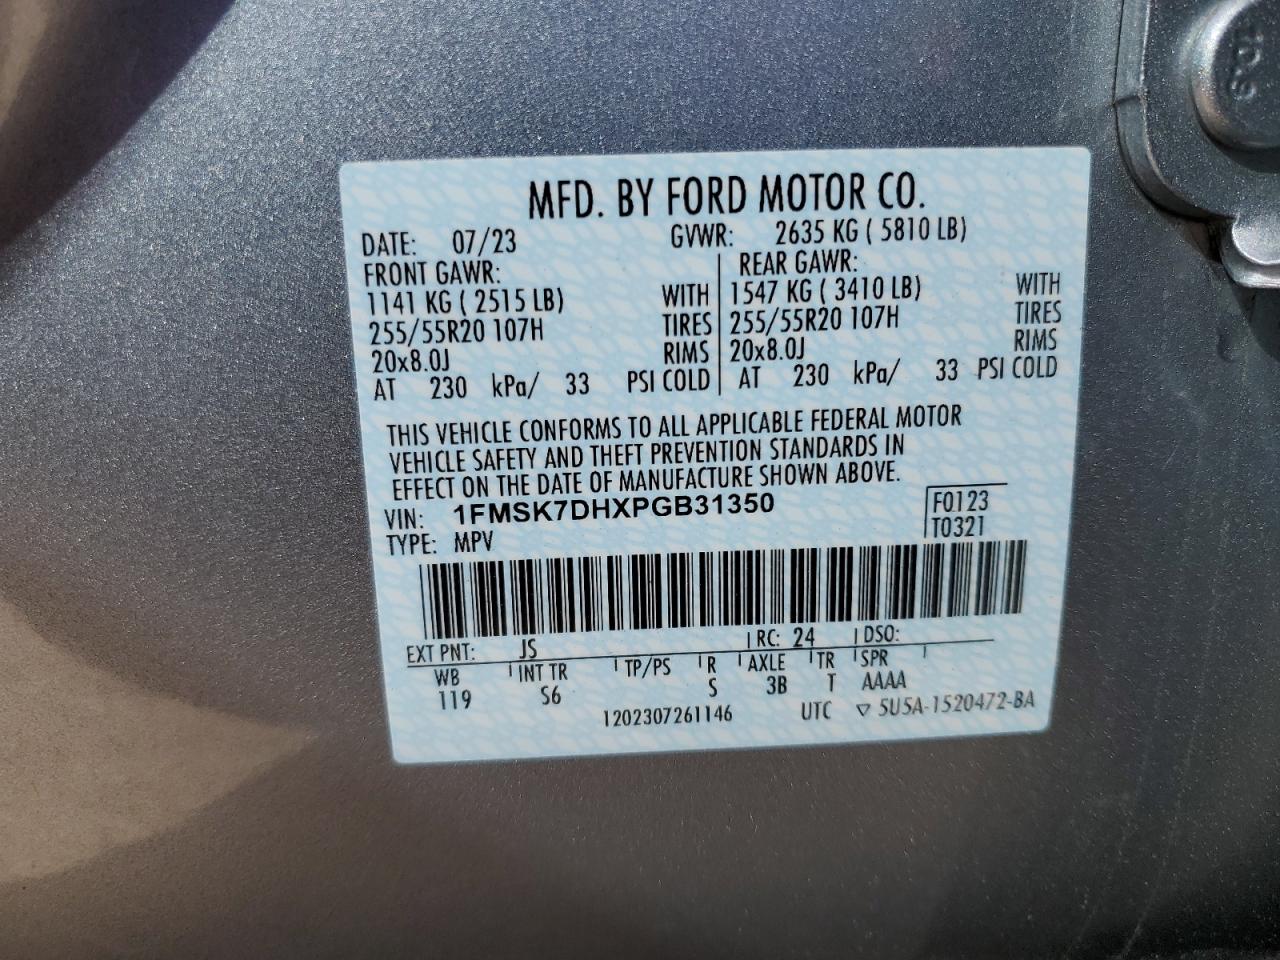 10.9
MFD. BY FORD MOTOR CO.
DATE: 07/23 GVWR: 2635 KG ( 5810 LB)
FRONT GAWR: REAR GAWR:
1141 KG ( 2515 LB) WITH 1547 KG ( 3410 LB) WITH
255/55R20 107H TIRES 255/55R20 107H TIRES
20x8.0J RIMS 20x8.0J RIMS
AT 230 kPa/ 33 PSI COLD AT 230 kPa/ 33 PSI COLD
THIS VEHICLE CONFORMS TO ALL APPLICABLE FEDERAL MOTOR
VEHICLE SAFETY AND THEFT PREVENTION STANDARDS IN
EFFECT ON THE DATE OF MANUFACTURE SHOWN ABOVE.
VIN: 1FMSK7DHXPGB31350 F0123
TYPE: MPV T0321
EXT PNT: JS RC: 24 DSO:
WB INT TR TP/PS R AXLE TR SPR
119 S6 S 3B T AAAA
1202307261146 UTC ▽ 5U5A-1520472-BA